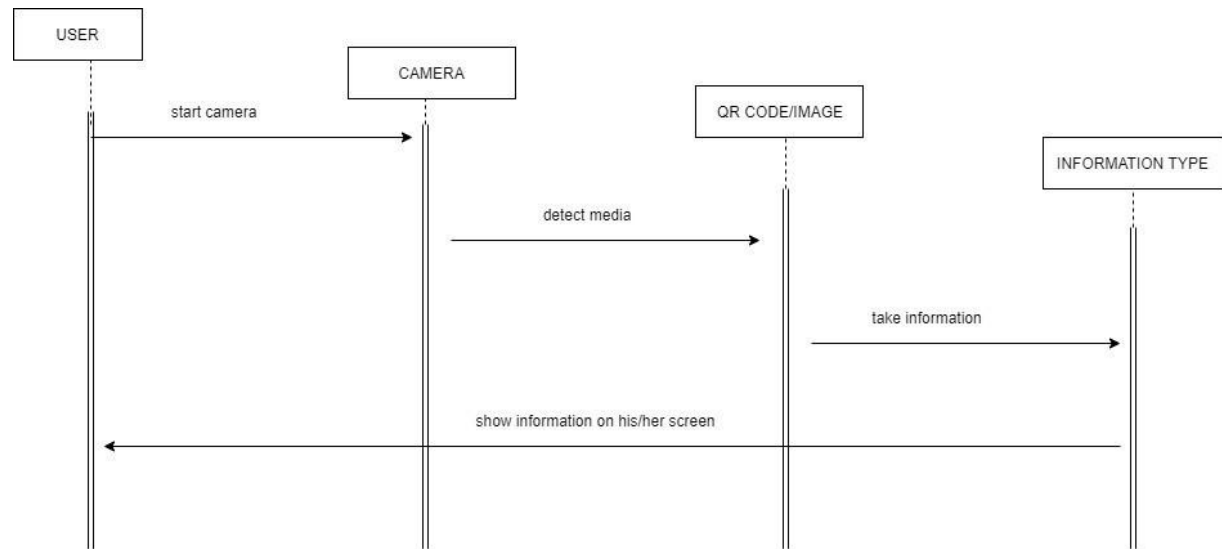 USER
CAMERA
QR CODE/IMAGE
start camera
INFORMATION TYPE
detect media
take information
show information on his/her screen